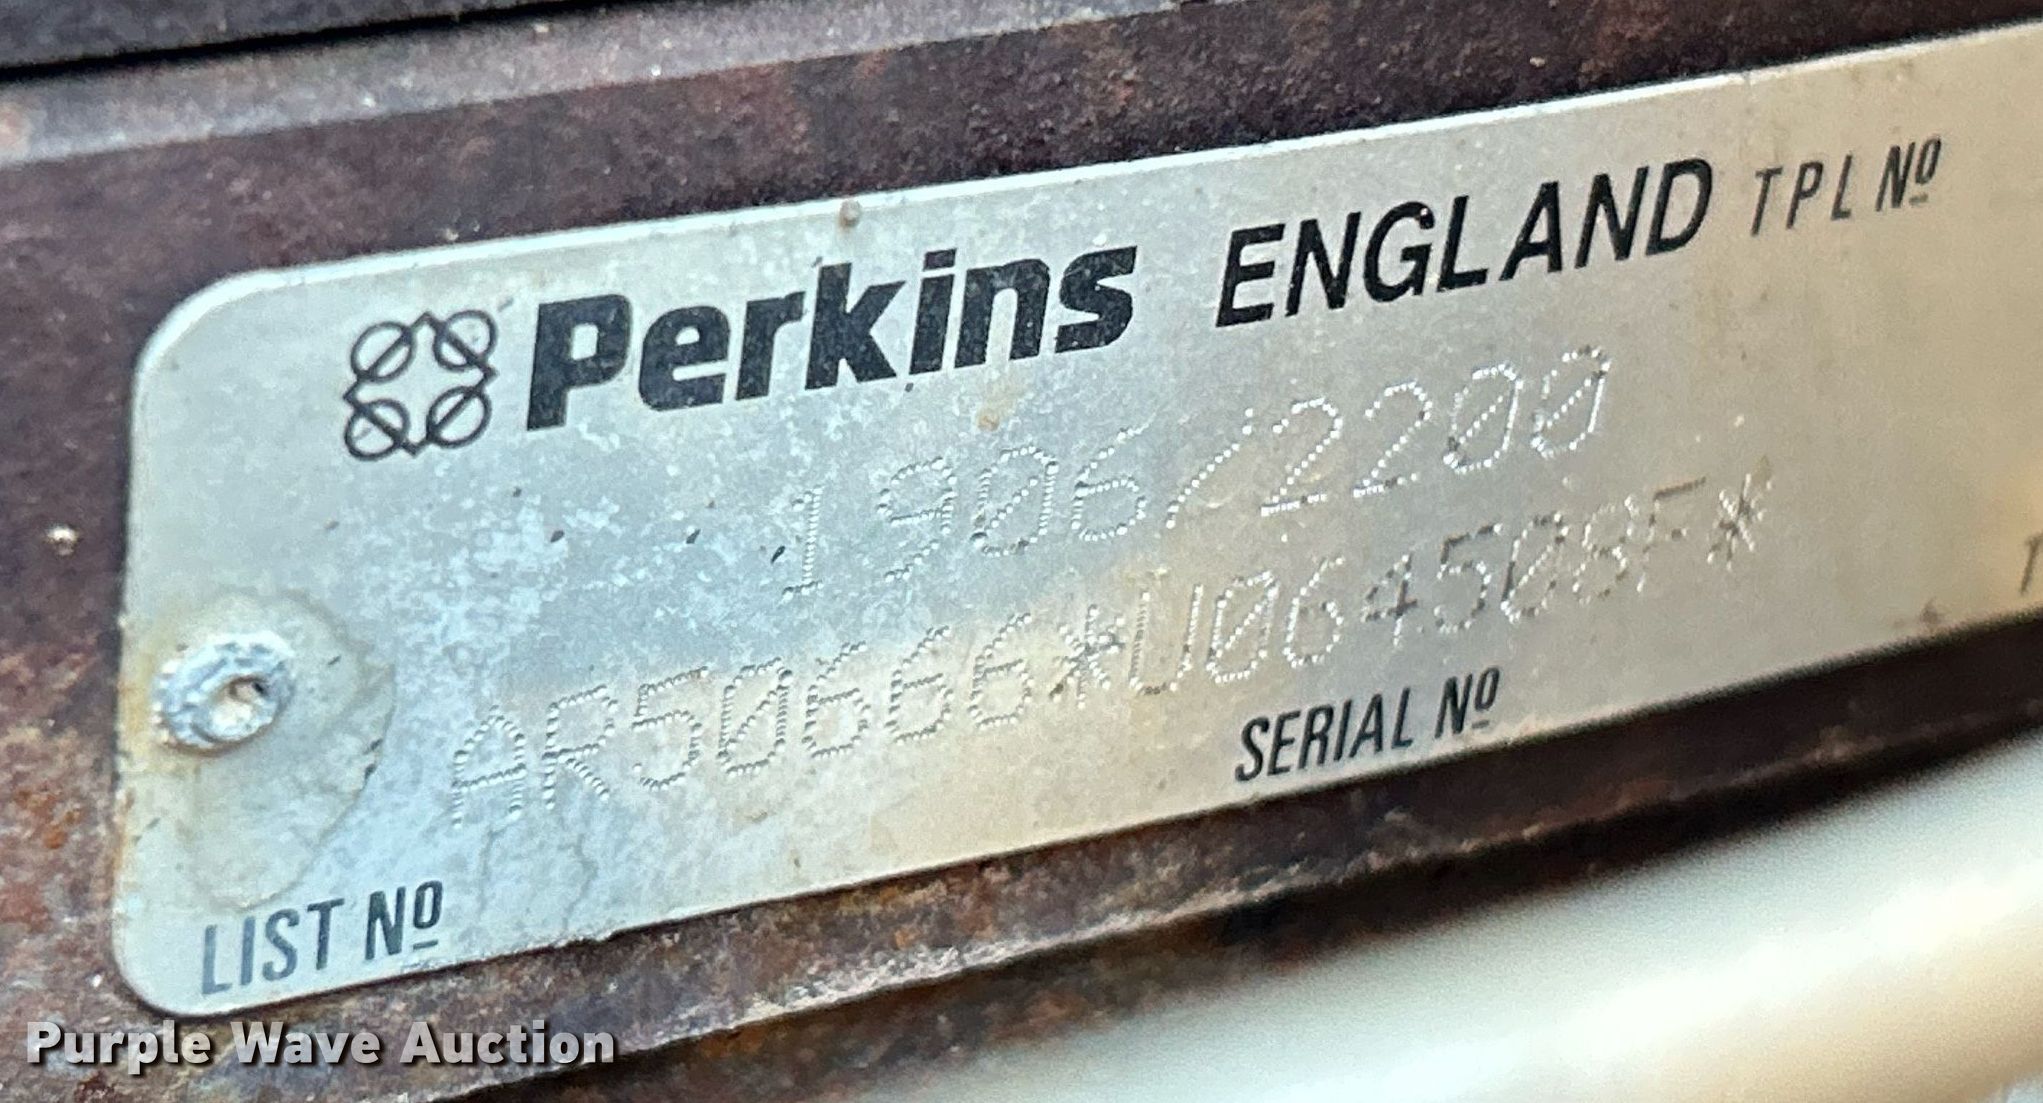 Perkins ENGLAND TPL Nº
1906/2200
AR50666*U064508F*
LIST Nº SERIAL Nº
Purple Wave Auction